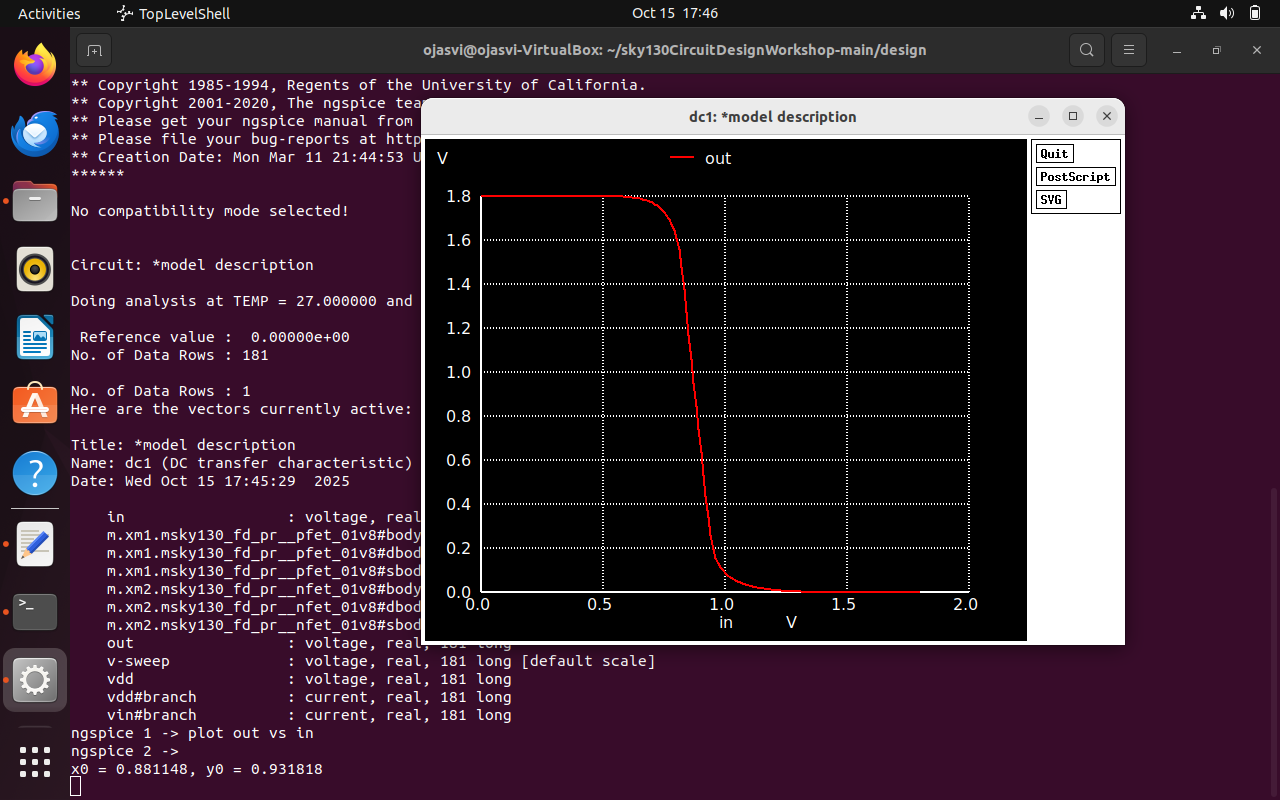 Activities
TopLevelShell
Oct 15 17:46
ojasvi@ojasvi-VirtualBox: ~/sky130CircuitDesignWorkshop-main/design
** Copyright 1985-1994, Regents of the University of California.
** Copyright 2001-2020, The ngspice
** Please get your ngspice manual from
** Please file your bug-reports at
** Creation Date: Mon Mar 11 21:44:53
******
No compatibility mode selected!
Circuit: *model description
Doing analysis at TEMP = 27.000000 and
Reference value : 0.00000e+00
No. of Data Rows : 181
No. of Data Rows : 1
Here are the vectors currently active:
Title: *model description
Name: dc1 (DC transfer characteristic)
Date: Wed Oct 15 17:45:29 2025
in : voltage, real
m.xm1.msky130_fd_pr__pfet_01v8#body
m.xm1.msky130_fd_pr__pfet_01v8#dbod
m.xm1.msky130_fd_pr__pfet_01v8#sbod
m.xm2.msky130_fd_pr__nfet_01v8#body
m.xm2.msky130_fd_pr__nfet_01v8#dbod
m.xm2.msky130_fd_pr__nfet_01v8#sbod
out : voltage, real, 181 long
v-sweep : voltage, real, 181 long [default scale]
vdd : voltage, real, 181 long
vdd#branch : current, real, 181 long
vin#branch : current, real, 181 long
ngspice 1 -> plot out vs in
ngspice 2 ->
x0 = 0.881148, y0 = 0.931818
dc1: *model description
V
out
1.8
1.6
1.4
1.2
1.0
0.8
0.6
0.4
0.2
0.0
0.0 0.5 1.0 1.5 2.0
in V
Quit
PostScript
SVG